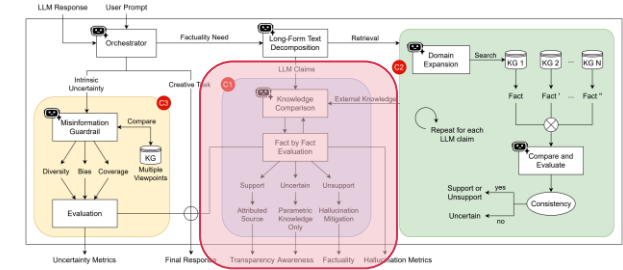 LLM Response
User Prompt
Orchestrator
Factuality Need
Long-Form Text
Decomposition
Retrieval
C2
Domain
Expansion
Search
KG 1
KG 2
...
KG N
Fact
Fact '
...
Fact "
Repeat for each
LLM claim
Compare and
Evaluate
Support or
Unsupport
yes
Uncertain
no
Consistency
Intrinsic
Uncertainty
Creative Task
C3
Misinformation
Guardrail
Compare
KG
Multiple
Viewpoints
Diversity
Bias
Coverage
Evaluation
LLM Claim
C1
Knowledge
Comparison
External Knowledge
Fact by Fact
Evaluation
Support
Uncertain
Unsupport
Attributed
Source
Parametric
Knowledge
Only
Hallucination
Mitigation
Uncertainty Metrics
Final Response
Transparency
Awareness
Factuality
Hallucination Metrics